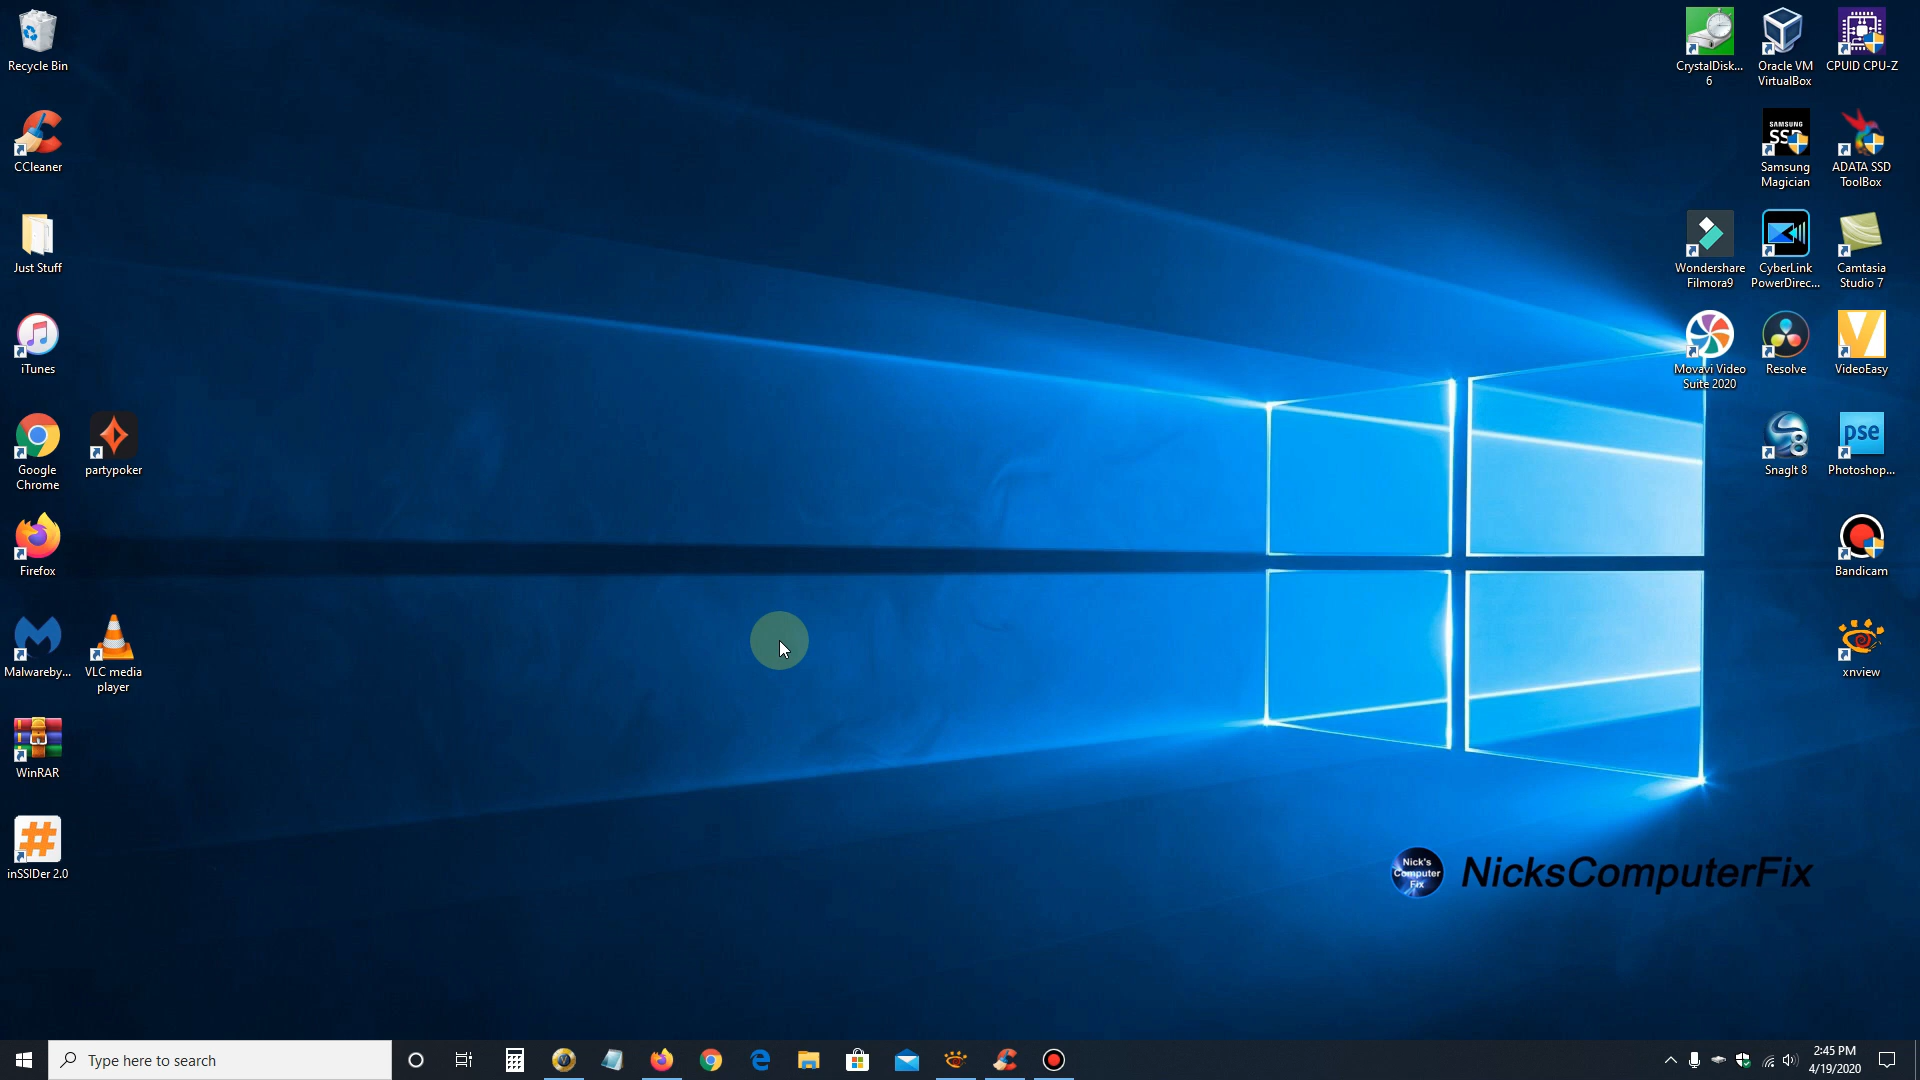 Recycle Bin
CCleaner
Just Stuff
iTunes
Google
Chrome
partypoker
Firefox
Malwareby...
VLC media
player
WinRAR
inSSIDer 2.0
CrystalDisk...
6
Oracle VM
VirtualBox
CPUID CPU-Z
SAMSUNG
SSD
Samsung
Magician
ADATA SSD
ToolBox
Wondershare
Filmora9
CyberLink
PowerDirec...
Camtasia
Studio 7
Movavi Video
Suite 2020
Resolve
VideoEasy
8
SnagIt 8
pse
Photoshop...
Bandicam
xnview
Nick's
Computer
Fix
NicksComputerFix
Type here to search
2:45 PM
4/19/2020